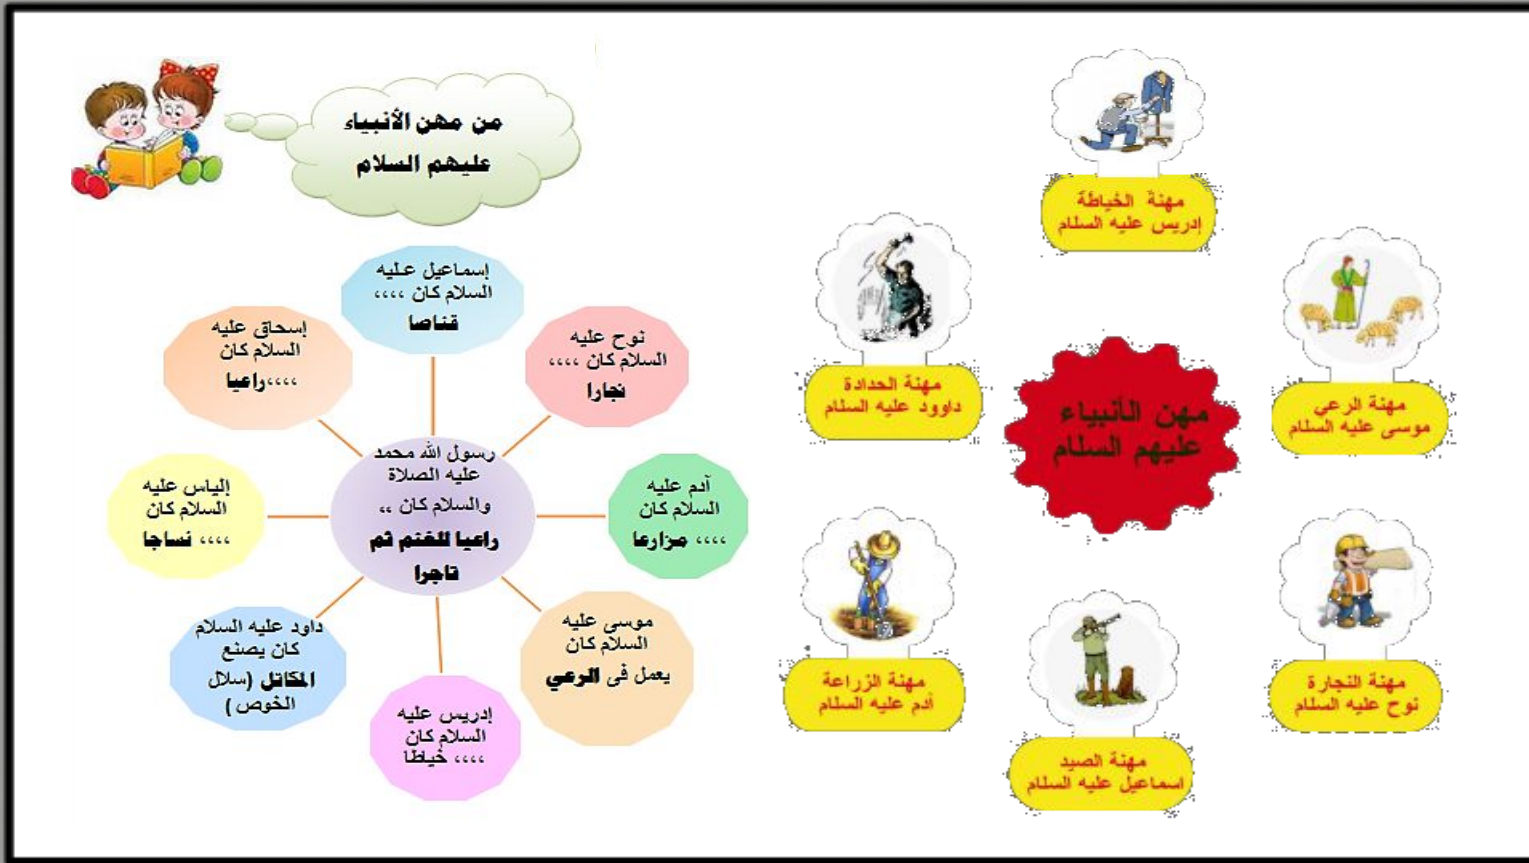 من مهن الأنبياء
عليهم السلام
إسماعيل عليه
السلام كان ،،،،
قناصا
نوح عليه
السلام كان ،،،،
نجارا
آدم عليه
السلام كان
،،،، مزارعا
موسى عليه
السلام كان
يعمل فى الرعي
إدريس عليه
السلام كان
،،،، خياطا
داود عليه السلام
كان يصنع
المكاتل (سلال
الخوص )
إلياس عليه
السلام كان
،،،، نساجا
إسحاق عليه
السلام كان
،،،،راعيا
رسول الله محمد
عليه الصلاة
والسلام كان ،،
راعيا للغنم ثم
تاجرا
مهن الأنبياء
عليهم السلام
مهنة الخياطة
إدريس عليه السلام
مهنة الرعي
موسى عليه السلام
مهنة النجارة
نوح عليه السلام
مهنة الصيد
اسماعيل عليه السلام
مهنة الزراعة
أدم عليه السلام
مهنة الحدادة
داوود عليه السلام